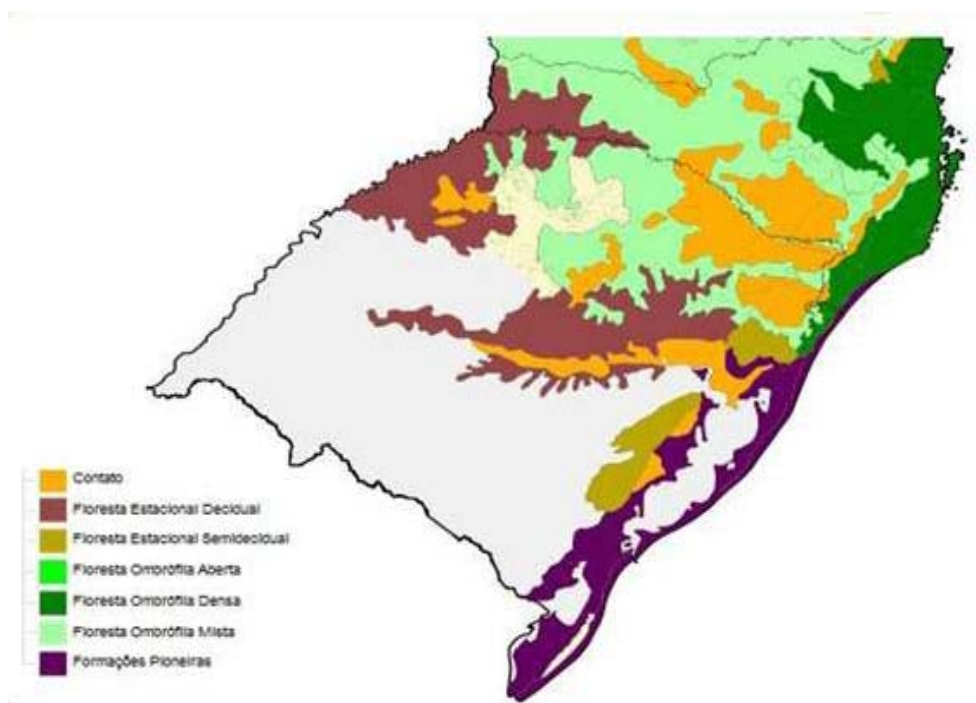 Contato
Floresta Estacional Decidual
Floresta Estacional Semidecidual
Floresta Ombrófila Aberta
Floresta Ombrófila Densa
Floresta Ombrófila Mista
Formações Pioneiras